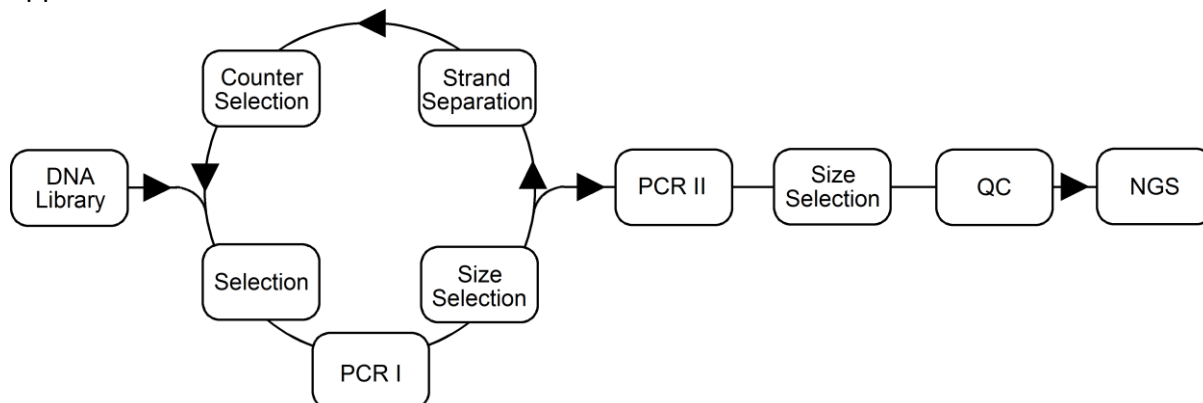 Counter
Selection
Strand
Separation
DNA
Library
PCR II
Size
Selection
QC
NGS
Selection
Size
Selection
PCR I